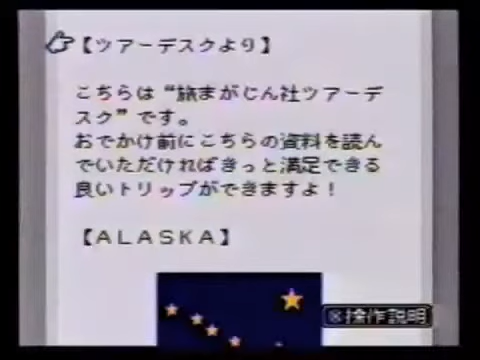 【ツアーデスクより】
こちらは“旅まがじん社ツアーデ
スク”です。
おでかけ前にこちらの資料を読ん
でいただければきっと満足できる
良いトリップができますよ！
【ALASKA】
※操作説明